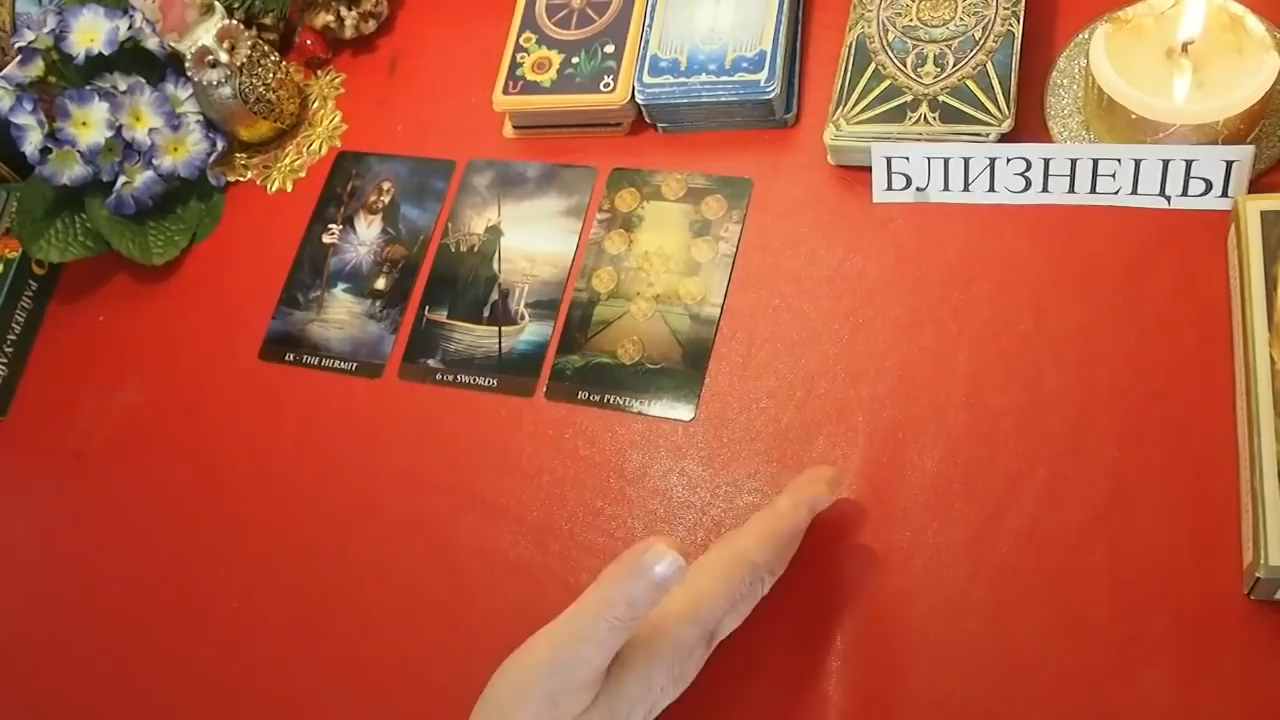 БЛИЗНЕЦЫ
IX - THE HERMIT
6 OF SWORDS
10 OF PENTACLES